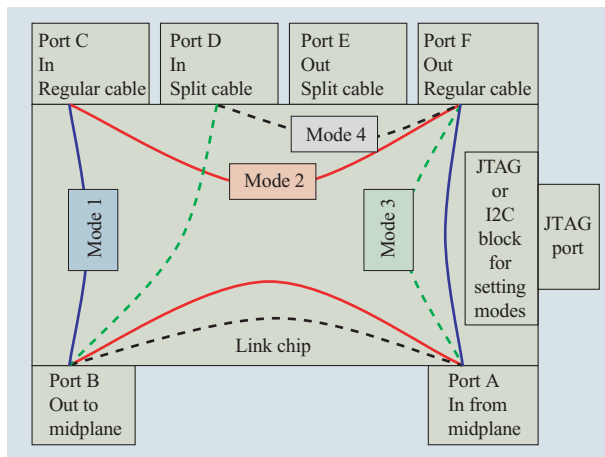 Port C
In
Regular cable
Port D
In
Split cable
Port E
Out
Split cable
Port F
Out
Regular cable
Mode 4
Mode 2
Mode 1
Mode 3
JTAG
or
I2C
block
for
setting
modes
JTAG
port
Link chip
Port B
Out to
midplane
Port A
In from
midplane